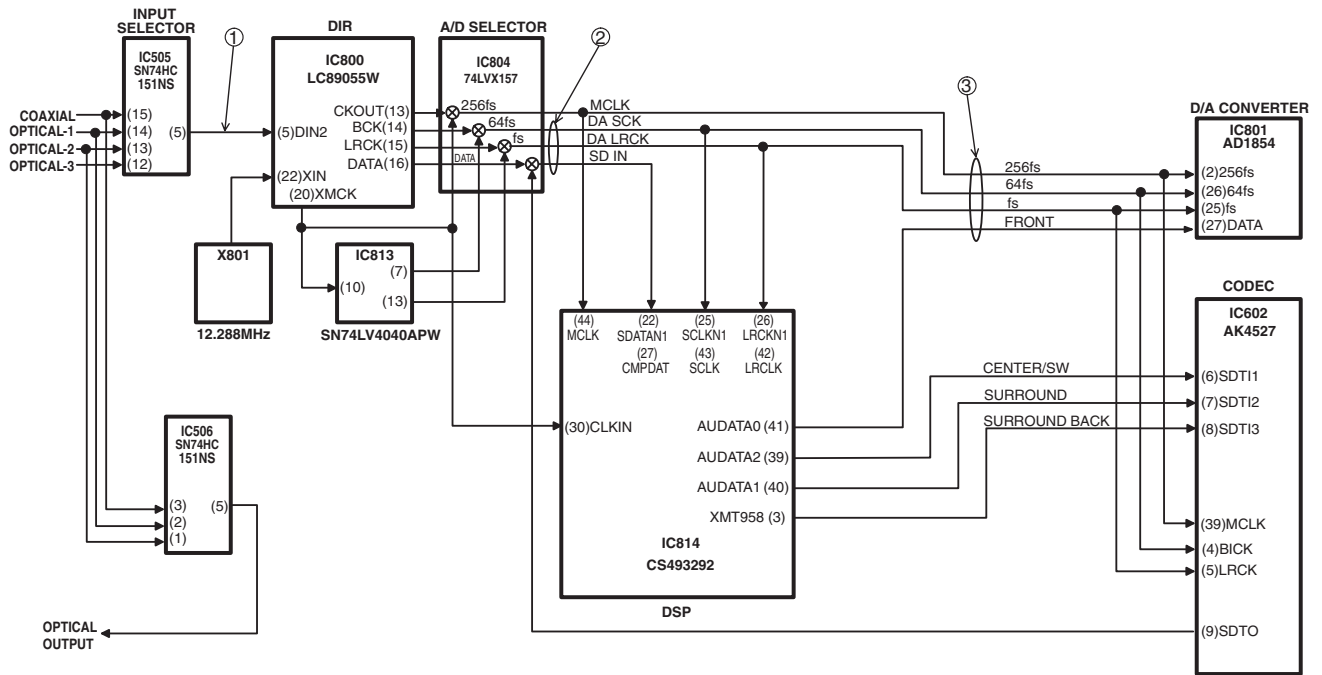 INPUT
SELECTOR
IC505
SN74HC
151NS
COAXIAL
OPTICAL-1
OPTICAL-2
OPTICAL-3
(15)
(14)
(13)
(12)
(5)
1
DIR
IC800
LC89055W
CKOUT(13)
BCK(14)
LRCK(15)
DATA(16)
(5)DIN2
(22)XIN
(20)XMCK
A/D SELECTOR
IC804
74LVX157
256fs
64fs
fs
DATA
2
MCLK
DA SCK
DA LRCK
SD IN
3
256fs
64fs
fs
FRONT
D/A CONVERTER
IC801
AD1854
(2)256fs
(26)64fs
(25)fs
(27)DATA
X801
12.288MHz
IC813
(7)
(10)
(13)
SN74LV4040APW
(44)
MCLK
(22)
SDATAN1
(27)
CMPDAT
(25)
SCLKN1
(43)
SCLK
(26)
LRCKN1
(42)
LRCLK
(30)CLKIN
AUDATA0 (41)
AUDATA2 (39)
AUDATA1 (40)
XMT958 (3)
IC814
CS493292
DSP
CENTER/SW
SURROUND
SURROUND BACK
CODEC
IC602
AK4527
(6)SDTI1
(7)SDTI2
(8)SDTI3
(39)MCLK
(4)BICK
(5)LRCK
(9)SDTO
IC506
SN74HC
151NS
(3)
(2)
(1)
(5)
OPTICAL
OUTPUT